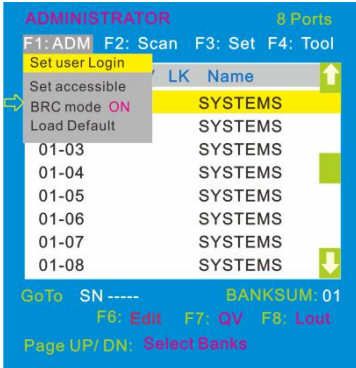 ADMINISTRATOR 8 Ports
F1: ADM F2: Scan F3: Set F4: Tool
Set user Login
LK Name
Set accessible
BRC mode ON SYSTEMS
Load Default SYSTEMS
01-03 SYSTEMS
01-04 SYSTEMS
01-05 SYSTEMS
01-06 SYSTEMS
01-07 SYSTEMS
01-08 SYSTEMS
GoTo SN ----- BANKSUM: 01
F6: Edit F7: QV F8: Lout
Page UP/ DN: Select Banks